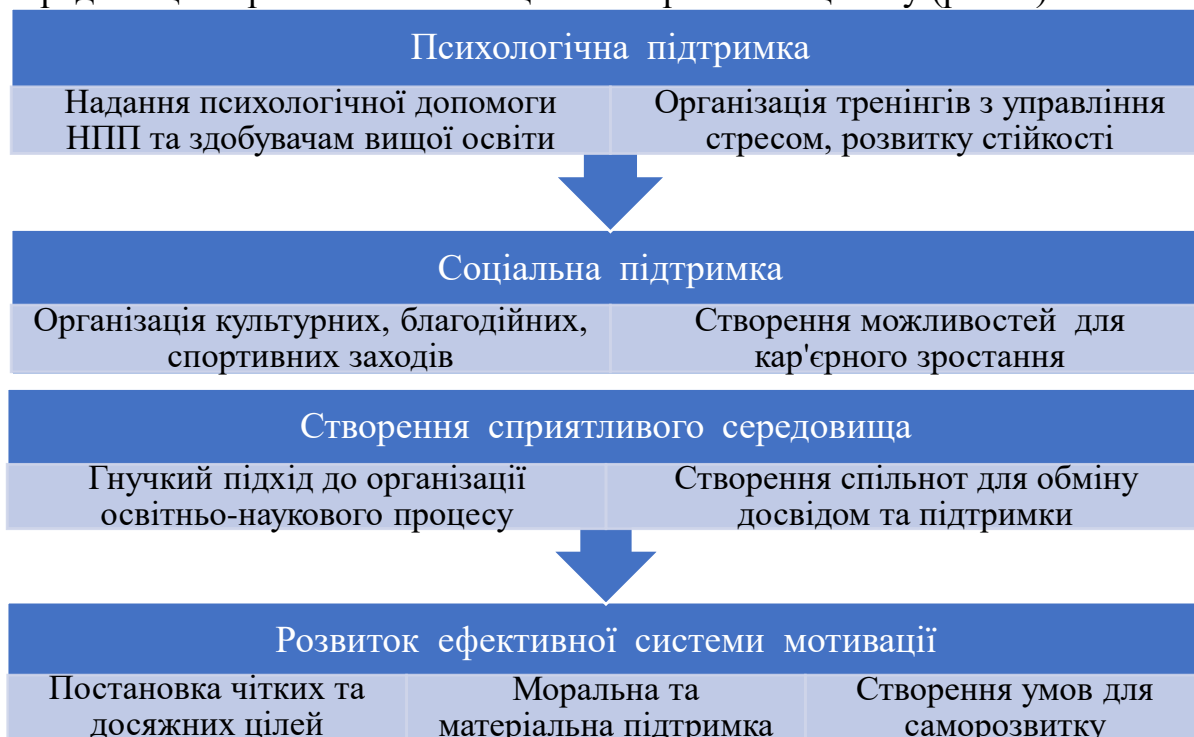 Психологічна підтримка
Надання психологічної допомоги
НПП та здобувачам вищої освіти
Організація тренінгів з управління
стресом, розвитку стійкості
Соціальна підтримка
Організація культурних, благодійних,
спортивних заходів
Створення можливостей для
кар'єрного зростання
Створення сприятливого середовища
Гнучкий підхід до організації
освітньо-наукового процесу
Створення спільнот для обміну
досвідом та підтримки
Розвиток ефективної системи мотивації
Постановка чітких та
досяжних цілей
Моральна та
матеріальна підтримка
Створення умов для
саморозвитку